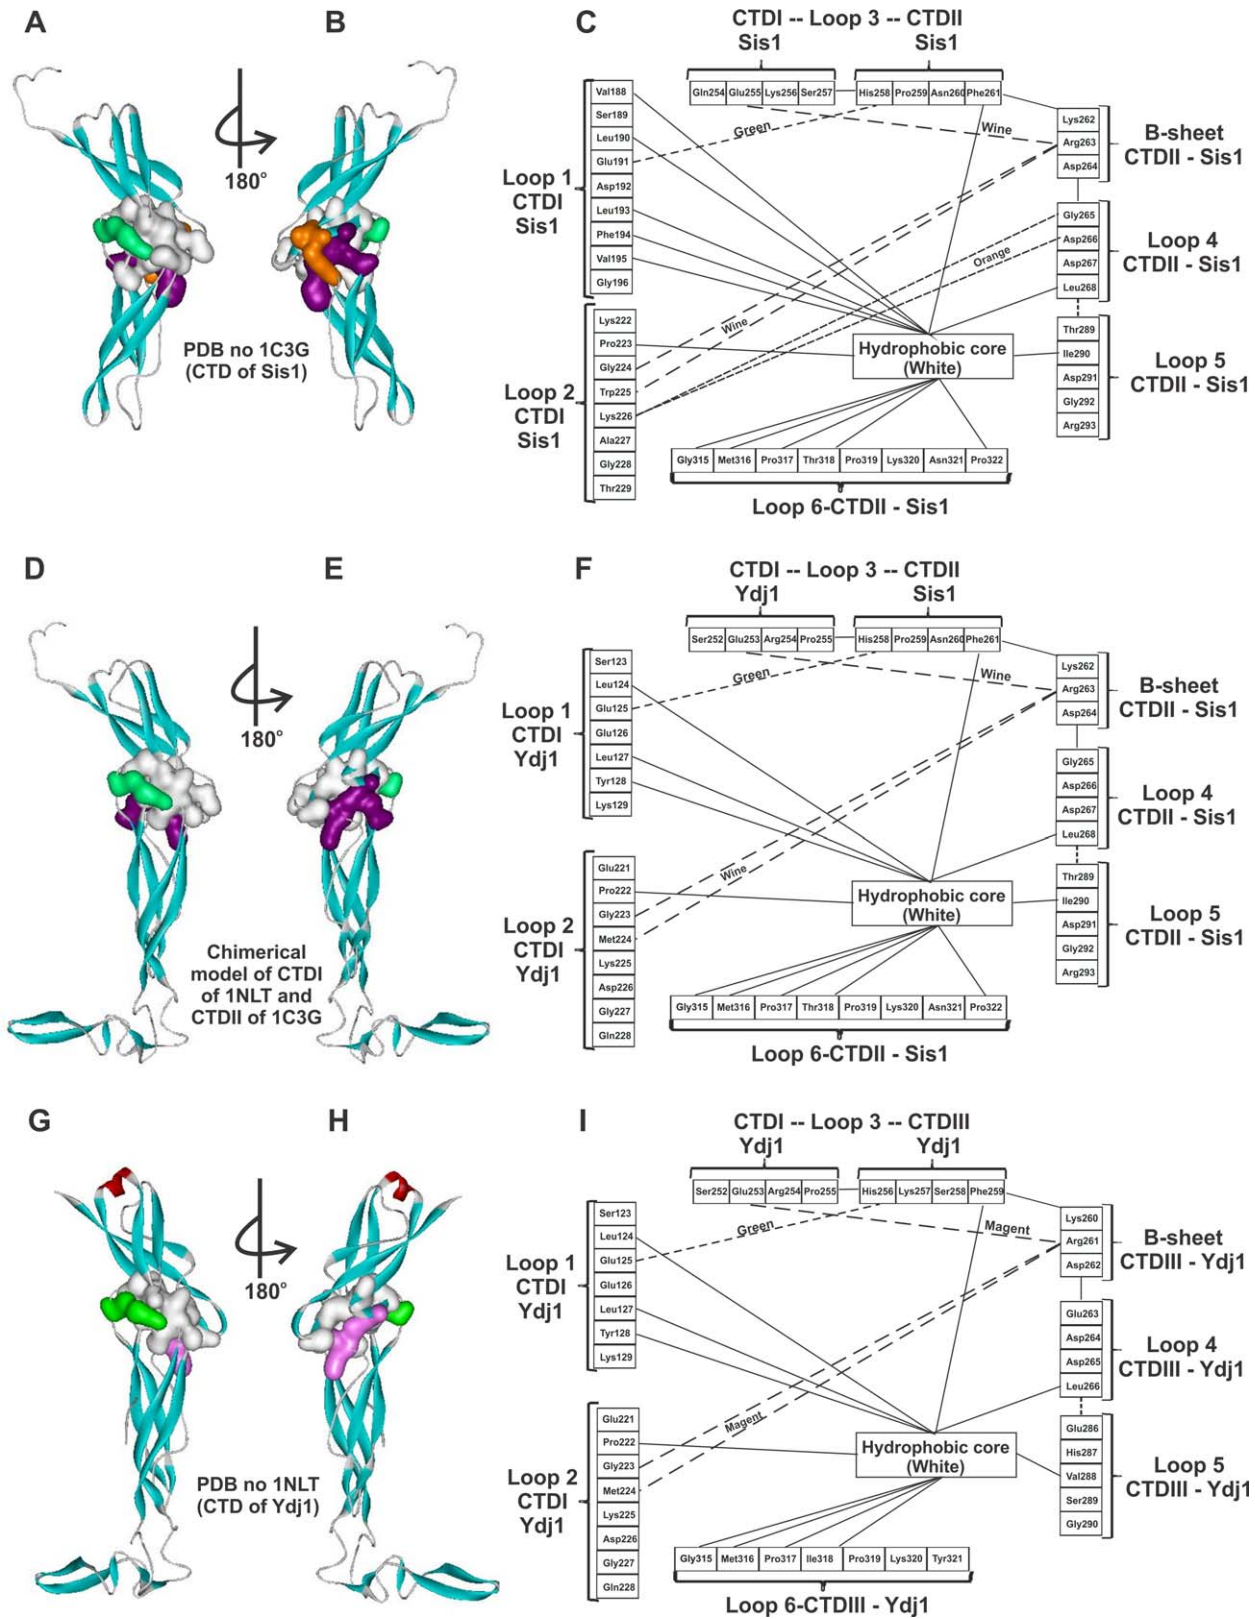 A
B
180°
PDB no 1C3G
(CTD of Sis1)
C
CTDI -- Loop 3 -- CTDII
Sis1 Sis1
Gln254 Glu255 Lys256 Ser257 His258 Pro259 Asn260 Phe261
Loop 1
CTDI
Sis1
Val188
Ser189
Leu190
Glu191
Asp192
Leu193
Phe194
Val195
Gly196
Green
Wine
Lys262
Arg263
Asp264
B-sheet
CTDII - Sis1
Gly265
Asp266
Asp267
Leu268
Loop 4
CTDII - Sis1
Orange
Wine
Loop 2
CTDI
Sis1
Lys222
Pro223
Gly224
Trp225
Lys226
Ala227
Gly228
Thr229
Hydrophobic core
(White)
Thr289
Ile290
Asp291
Gly292
Arg293
Loop 5
CTDII - Sis1
Gly315 Met316 Pro317 Thr318 Pro319 Lys320 Asn321 Pro322
Loop 6-CTDII - Sis1
D
E
180°
Chimerical
model of CTDI
of 1NLT and
CTDII of 1C3G
F
CTDI -- Loop 3 -- CTDII
Ydj1 Sis1
Ser252 Glu253 Arg254 Pro255 His258 Pro259 Asn260 Phe261
Loop 1
CTDI
Ydj1
Ser123
Leu124
Glu125
Glu126
Leu127
Tyr128
Lys129
Green
Wine
Lys262
Arg263
Asp264
B-sheet
CTDII - Sis1
Gly265
Asp266
Asp267
Leu268
Loop 4
CTDII - Sis1
Wine
Loop 2
CTDI
Ydj1
Glu221
Pro222
Gly223
Met224
Lys225
Asp226
Gly227
Gln228
Hydrophobic core
(White)
Thr289
Ile290
Asp291
Gly292
Arg293
Loop 5
CTDII - Sis1
Gly315 Met316 Pro317 Thr318 Pro319 Lys320 Asn321 Pro322
Loop 6-CTDII - Sis1
G
H
180°
PDB no 1NLT
(CTD of Ydj1)
I
CTDI -- Loop 3 -- CTDIII
Ydj1 Ydj1
Ser252 Glu253 Arg254 Pro255 His256 Lys257 Ser258 Phe259
Loop 1
CTDI
Ydj1
Ser123
Leu124
Glu125
Glu126
Leu127
Tyr128
Lys129
Green
Magent
Lys260
Arg261
Asp262
B-sheet
CTDIII - Ydj1
Glu263
Asp264
Asp265
Leu266
Loop 4
CTDIII - Ydj1
Magent
Loop 2
CTDI
Ydj1
Glu221
Pro222
Gly223
Met224
Lys225
Asp226
Gly227
Gln228
Hydrophobic core
(White)
Glu286
His287
Val288
Ser289
Gly290
Loop 5
CTDIII - Ydj1
Gly315 Met316 Pro317 Ile318 Pro319 Lys320 Tyr321
Loop 6-CTDIII - Ydj1